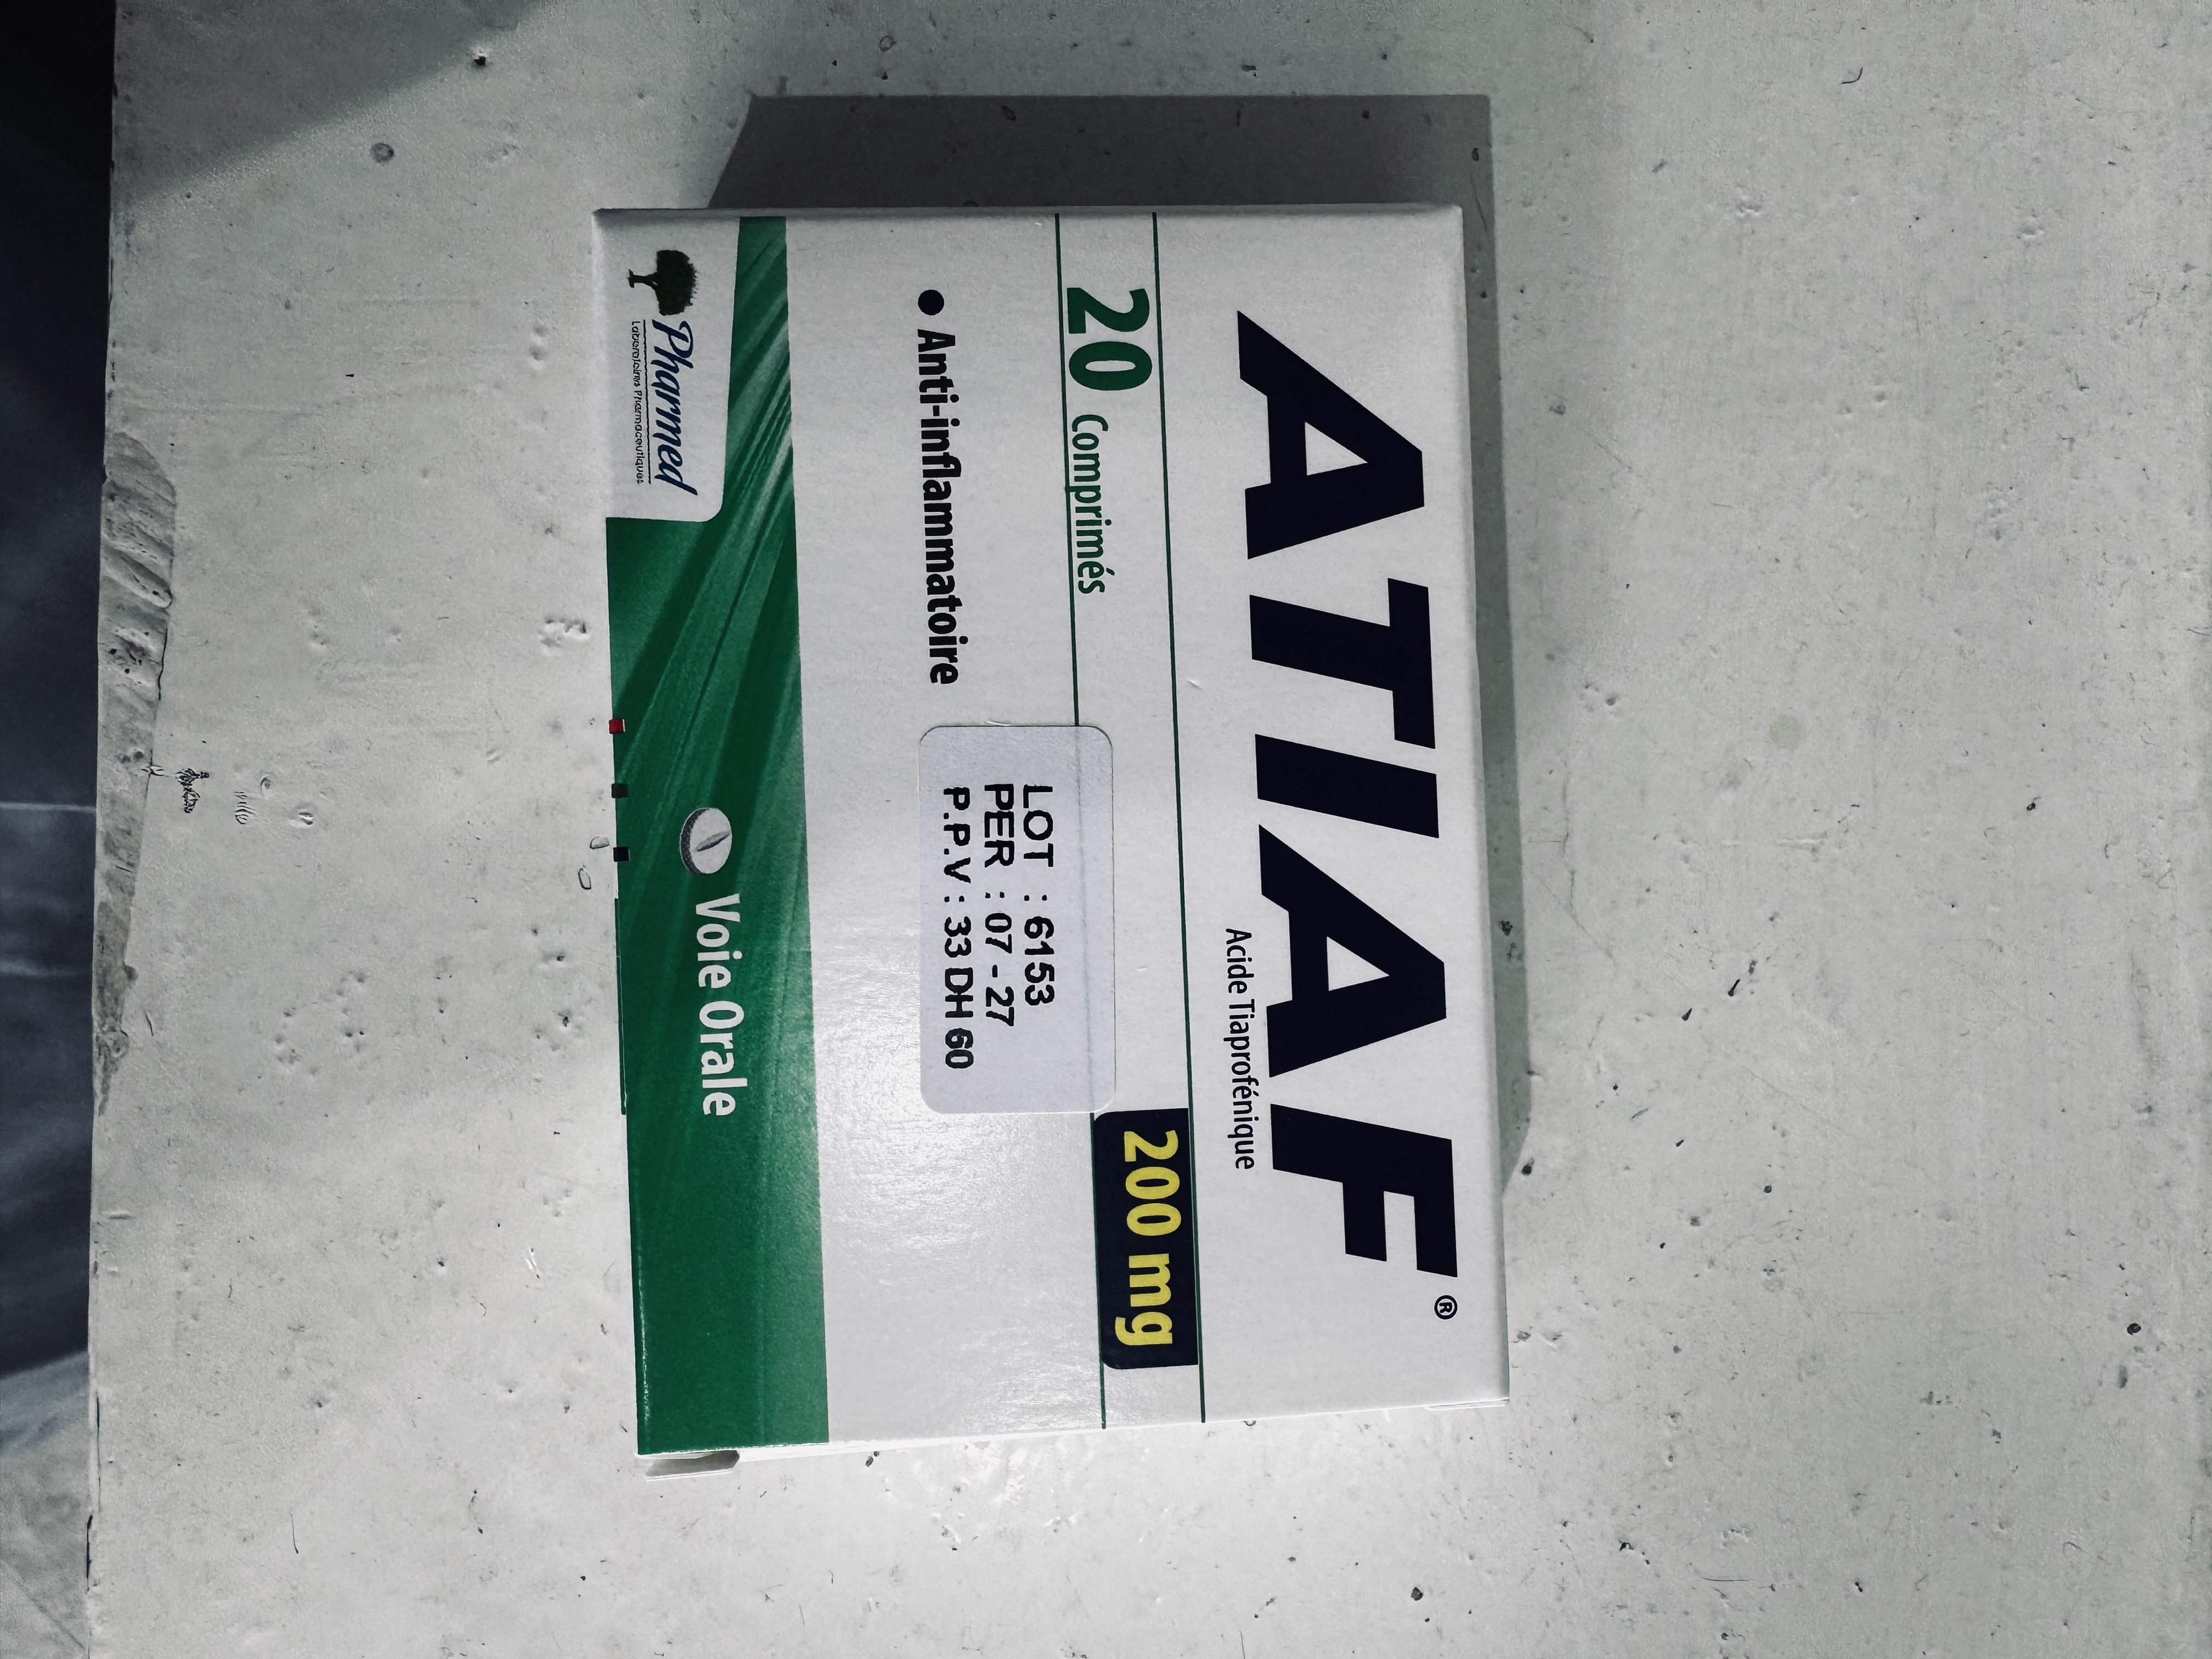 ATIAF®
Acide Tiaprofénique
200 mg
20 Comprimés
LOT : 6153
PER : 07 - 27
P.P.V : 33 DH 60
• Anti-inflammatoire
Voie Orale
Pharmed
Laboratoires Pharmaceutiques